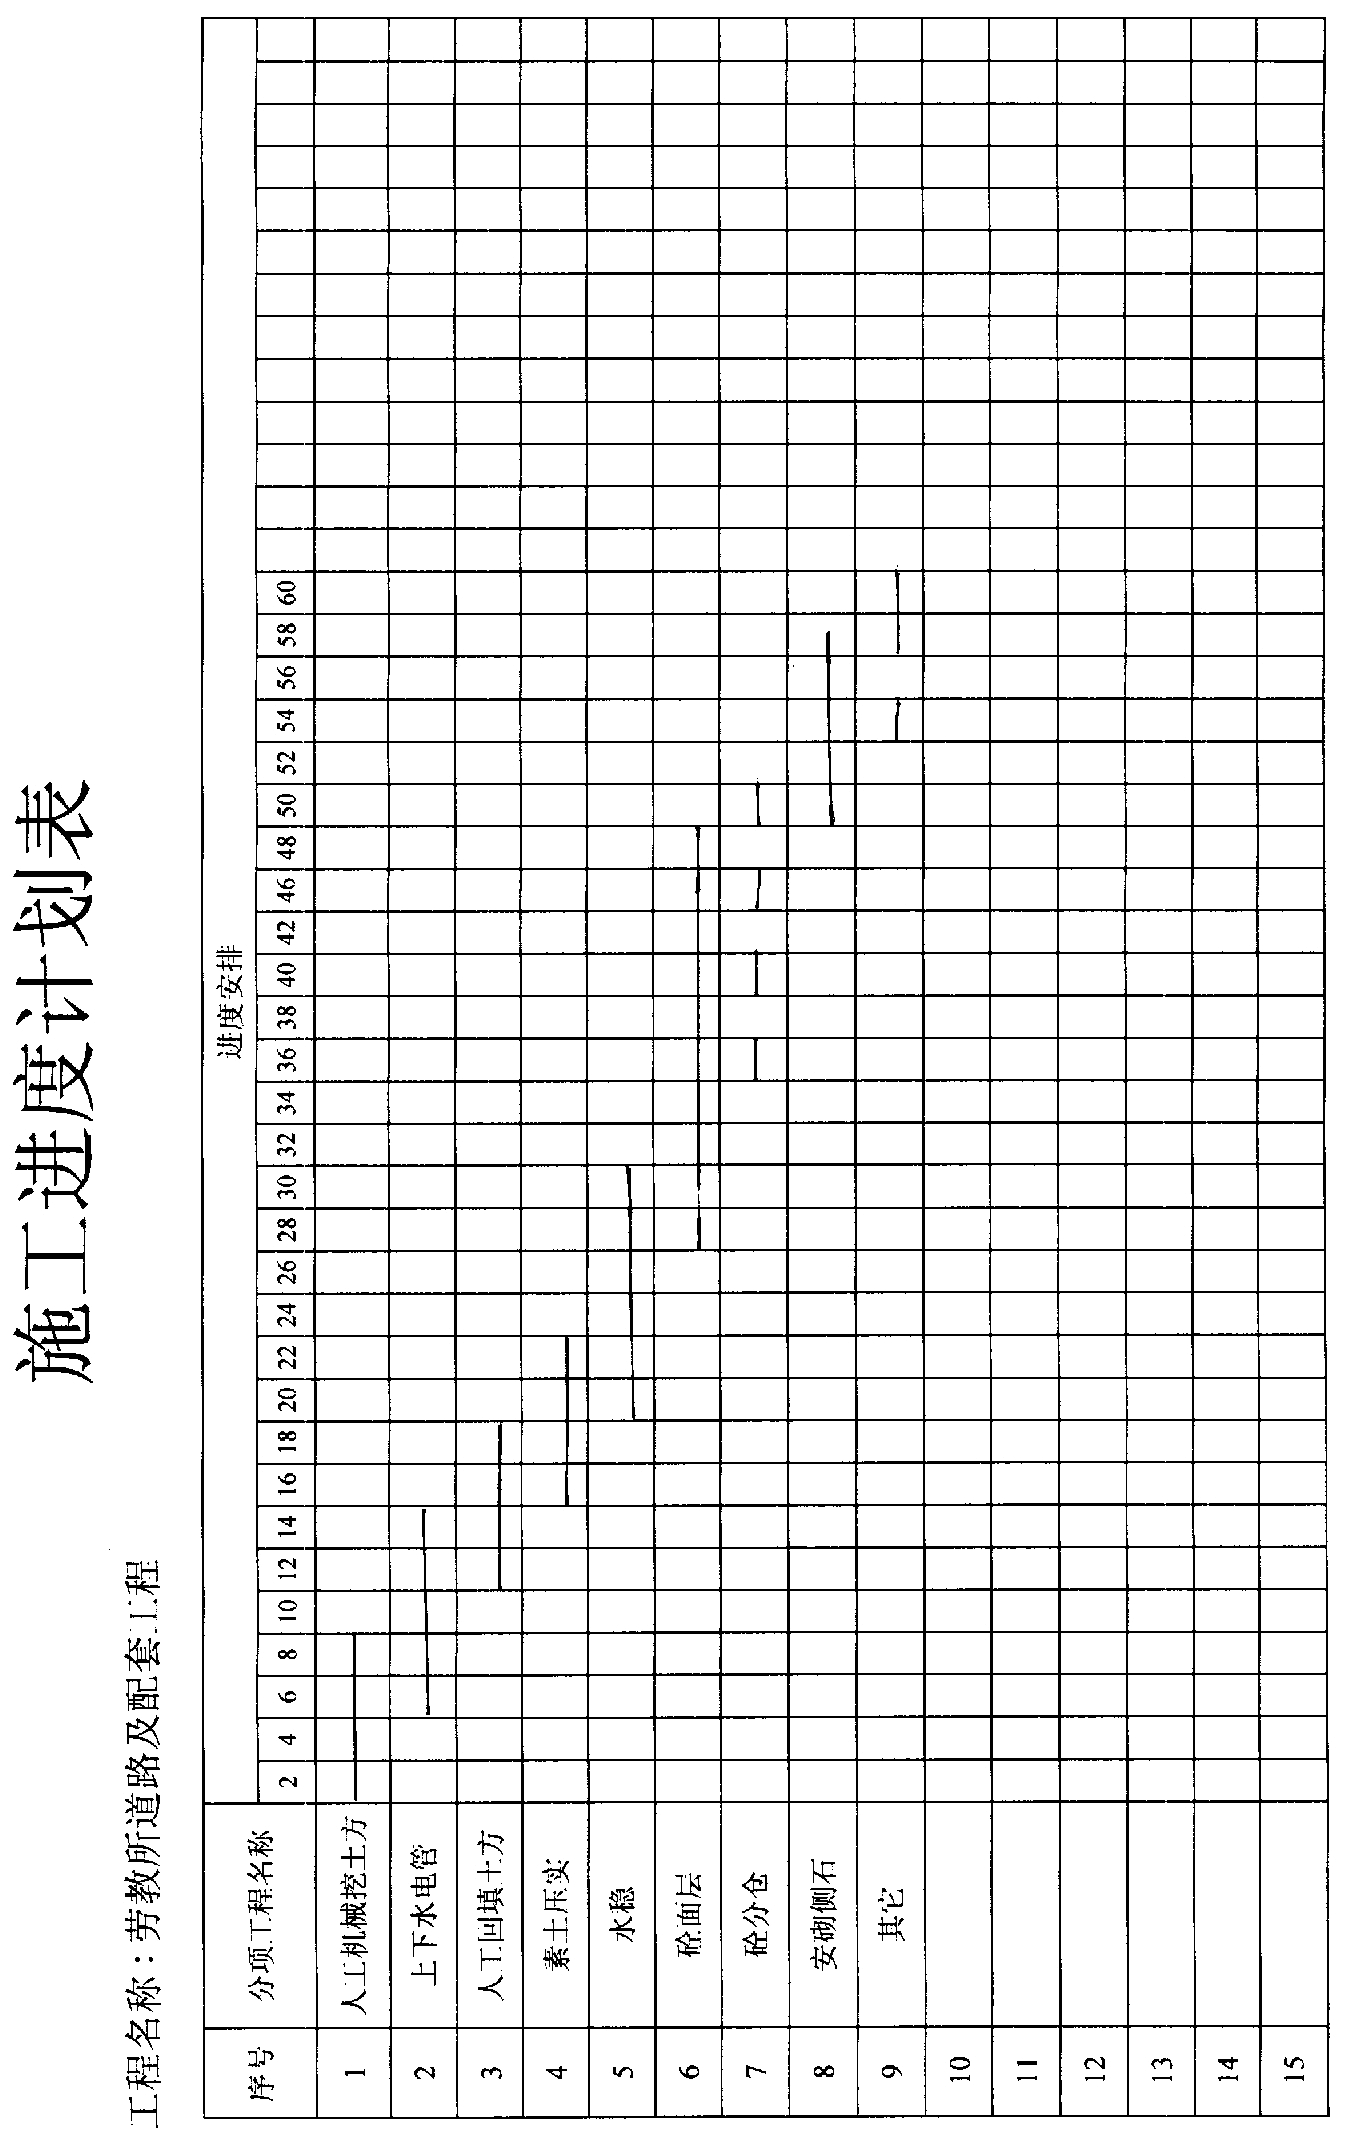 施工进度计划表
工程名称：劳教所道路及配套工程
序号 分项工程名称 进度安排
2 4 6 8 10 12 14 16 18 20 22 24 26 28 30 32 34 36 38 40 42 46 48 50 52 54 56 58 60
1 人工机械挖土方
2 上下水电管
3 人工回填土方
4 素土压实
5 水稳
6 砼面层
7 砼分仓
8 安砌侧石
9 其它
10
11
12
13
14
15